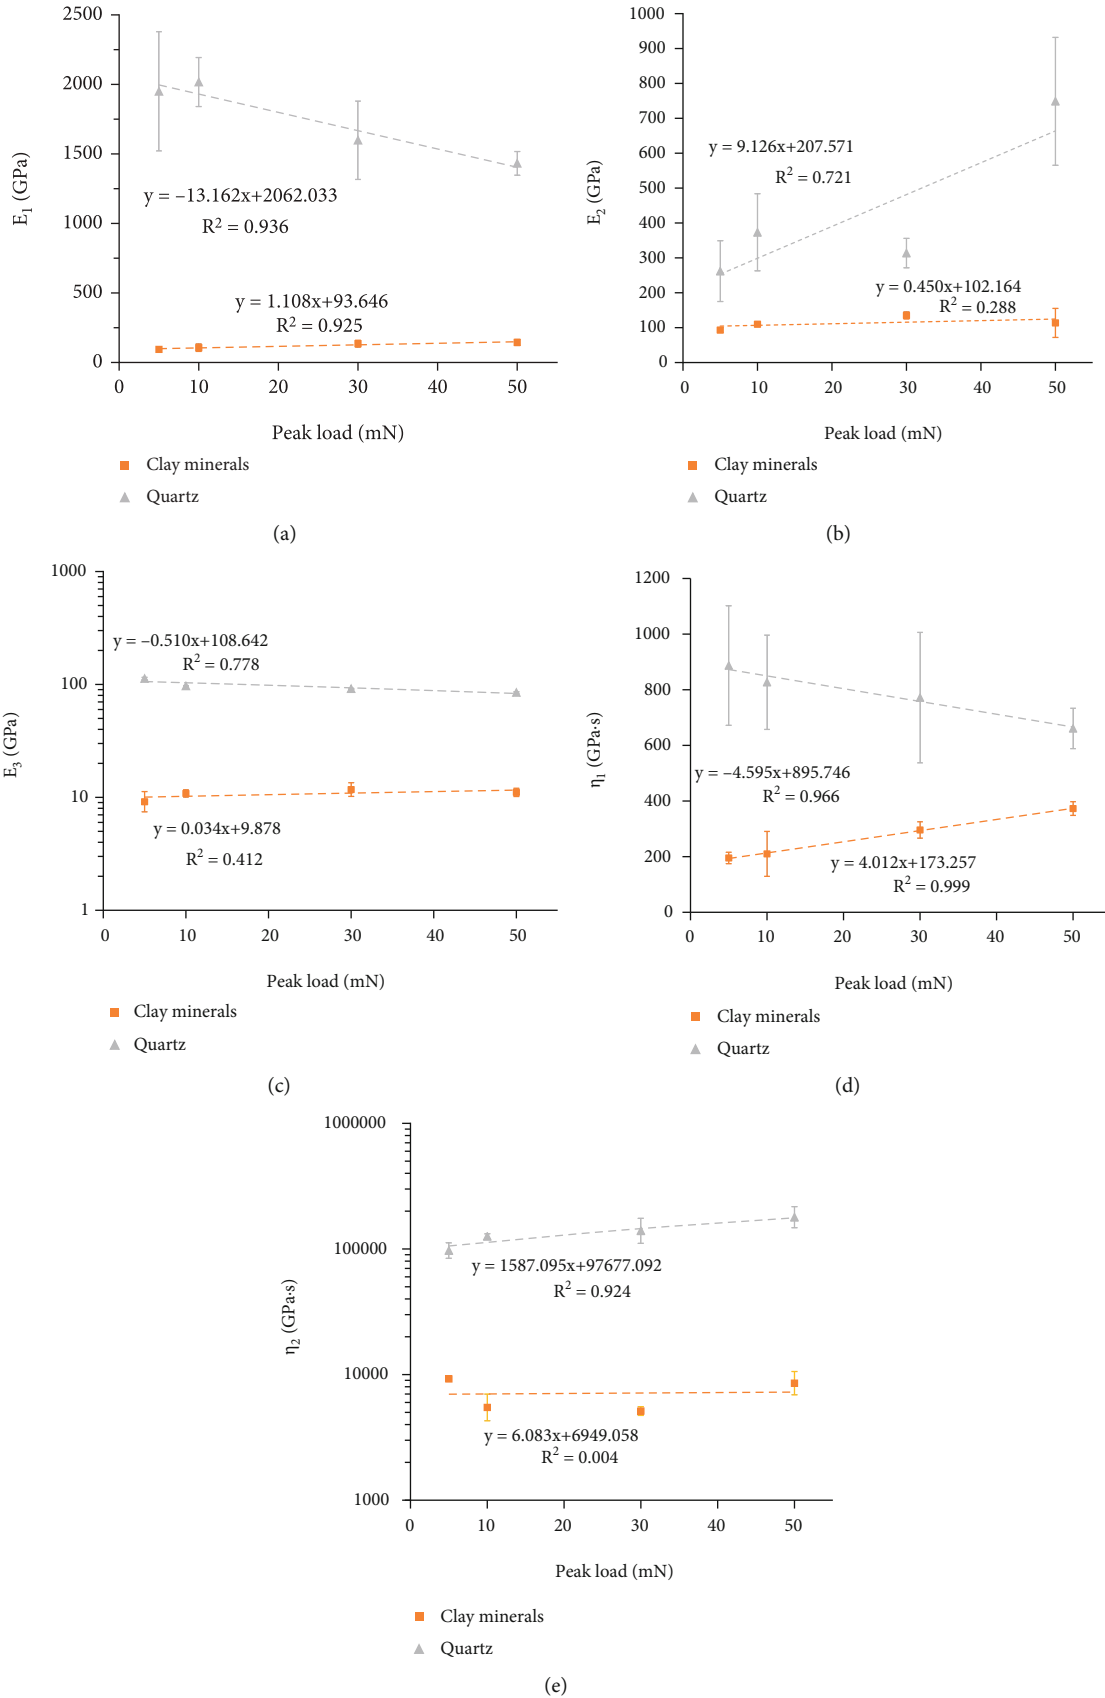 2500
2000
1500
1000
500
0
E1 (GPa)
y = –13.162x+2062.033
R2 = 0.936
y = 1.108x+93.646
R2 = 0.925
0 10 20 30 40 50
Peak load (mN)
Clay minerals
Quartz
(a)
1000
900
800
700
600
500
400
300
200
100
0
E2 (GPa)
y = 9.126x+207.571
R2 = 0.721
y = 0.450x+102.164
R2 = 0.288
0 10 20 30 40 50
Peak load (mN)
Clay minerals
Quartz
(b)
1000
100
10
1
E3 (GPa)
y = –0.510x+108.642
R2 = 0.778
y = 0.034x+9.878
R2 = 0.412
0 10 20 30 40 50
Peak load (mN)
Clay minerals
Quartz
(c)
1200
1000
800
600
400
200
0
η1 (GPa·s)
y = –4.595x+895.746
R2 = 0.966
y = 4.012x+173.257
R2 = 0.999
0 10 20 30 40 50
Peak load (mN)
Clay minerals
Quartz
(d)
1000000
100000
10000
1000
η2 (GPa·s)
y = 1587.095x+97677.092
R2 = 0.924
y = 6.083x+6949.058
R2 = 0.004
0 10 20 30 40 50
Peak load (mN)
Clay minerals
Quartz
(e)